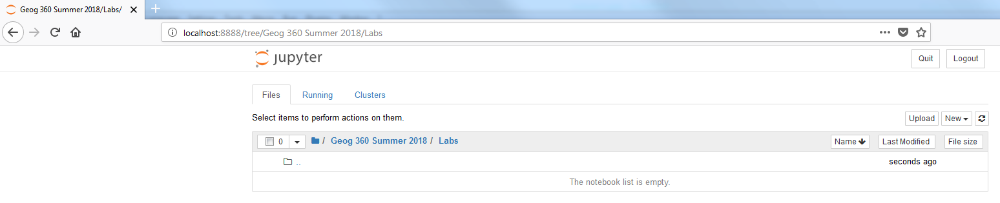 Geog 360 Summer 2018/Labs/
localhost:8888/tree/Geog 360 Summer 2018/Labs
jupyter Quit Logout
Files Running Clusters
Select items to perform actions on them. Upload New
0 / Geog 360 Summer 2018 / Labs Name Last Modified File size
.. seconds ago
The notebook list is empty.